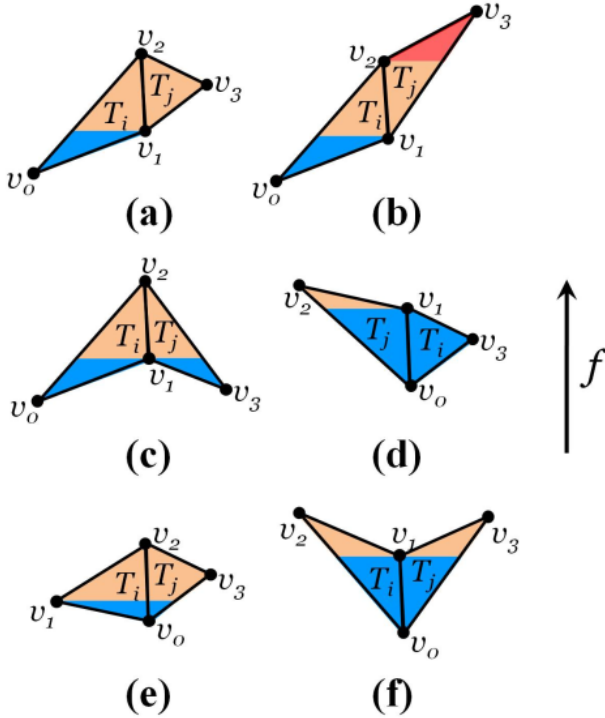 v₂ v₃
v₂ Tⱼ v₃ Tⱼ
Tᵢ Tᵢ
v₁ v₁
v₀ v₀
(a) (b)
v₂ v₁
v₂
Tᵢ Tⱼ Tⱼ Tᵢ
v₁ v₃
v₀ v₃ v₀ f
(c) (d)
v₂ v₂ v₁ v₃
Tᵢ Tⱼ v₃ Tᵢ Tⱼ
v₁ v₀ v₀
(e) (f)